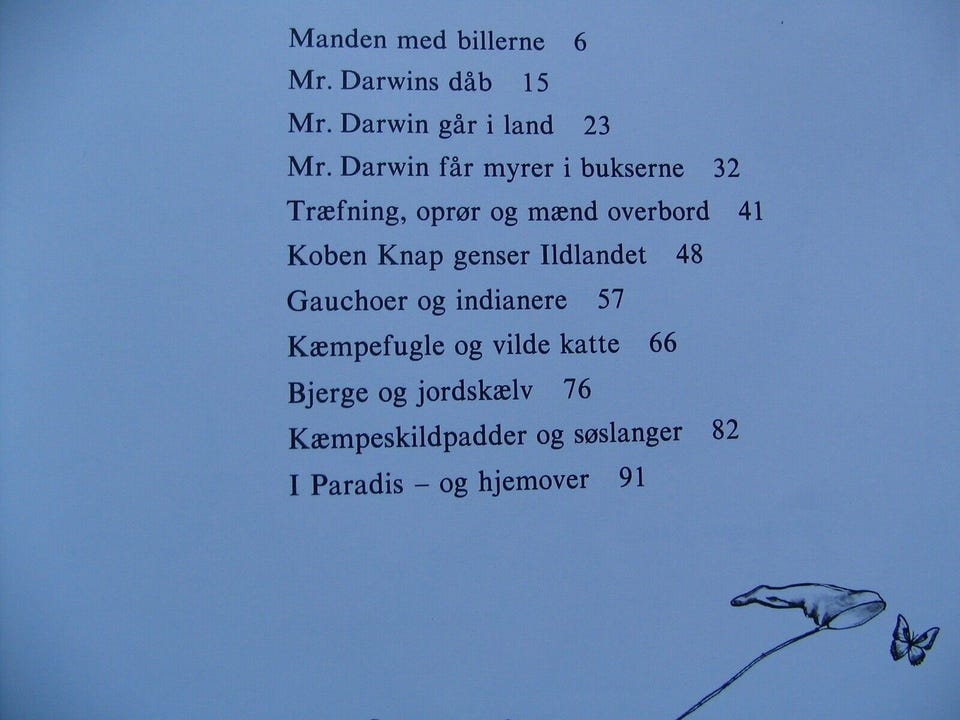 Manden med billerne 6
Mr. Darwins dåb 15
Mr. Darwin går i land 23
Mr. Darwin får myrer i bukserne 32
Træfning, oprør og mænd overbord 41
Koben Knap genser Ildlandet 48
Gauchoer og indianere 57
Kæmpefugle og vilde katte 66
Bjerge og jordskælv 76
Kæmpeskildpadder og søslanger 82
I Paradis – og hjemover 91